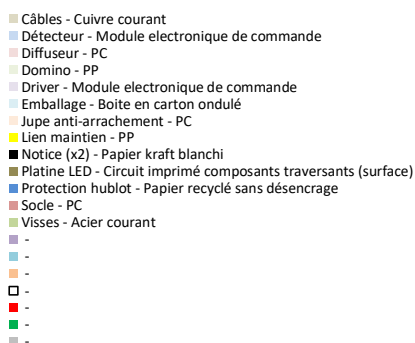 Câbles - Cuivre courant
Détecteur - Module electronique de commande
Diffuseur - PC
Domino - PP
Driver - Module electronique de commande
Emballage - Boite en carton ondulé
Jupe anti-arrachement - PC
Lien maintien - PP
Notice (x2) - Papier kraft blanchi
Platine LED - Circuit imprimé composants traversants (surface)
Protection hublot - Papier recyclé sans désencrage
Socle - PC
Visses - Acier courant
-
-
-
-
-
-
-